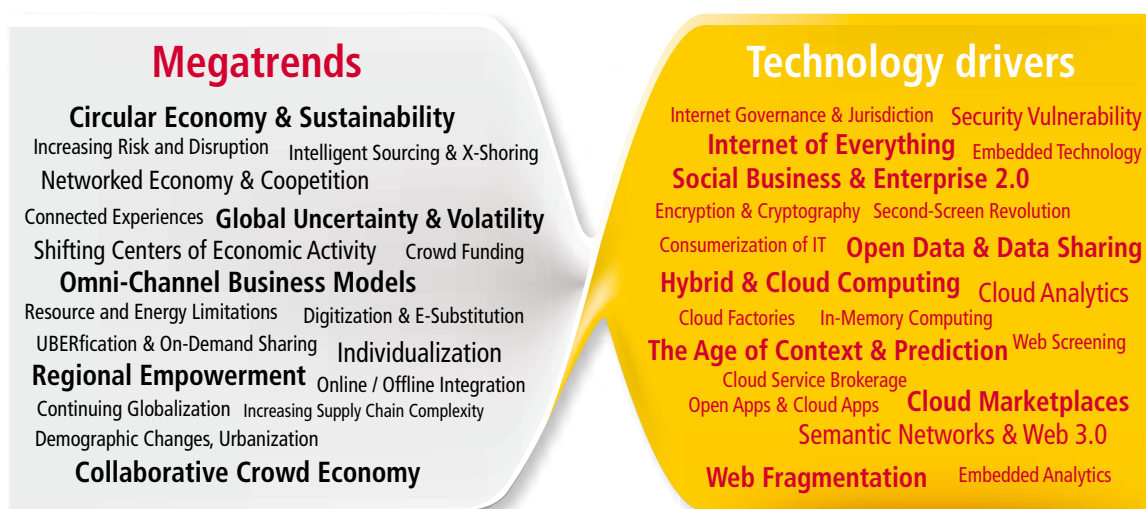 Megatrends
Circular Economy & Sustainability
Increasing Risk and Disruption
Intelligent Sourcing & X-Shoring
Networked Economy & Coopetition
Connected Experiences
Global Uncertainty & Volatility
Shifting Centers of Economic Activity
Crowd Funding
Omni-Channel Business Models
Resource and Energy Limitations
Digitization & E-Substitution
UBERfication & On-Demand Sharing
Individualization
Regional Empowerment
Online / Offline Integration
Continuing Globalization
Increasing Supply Chain Complexity
Demographic Changes, Urbanization
Collaborative Crowd Economy
Technology drivers
Internet Governance & Jurisdiction
Security Vulnerability
Internet of Everything
Embedded Technology
Social Business & Enterprise 2.0
Encryption & Cryptography
Second-Screen Revolution
Consumerization of IT
Open Data & Data Sharing
Hybrid & Cloud Computing
Cloud Analytics
Cloud Factories
In-Memory Computing
The Age of Context & Prediction
Web Screening
Cloud Service Brokerage
Open Apps & Cloud Apps
Cloud Marketplaces
Semantic Networks & Web 3.0
Web Fragmentation
Embedded Analytics